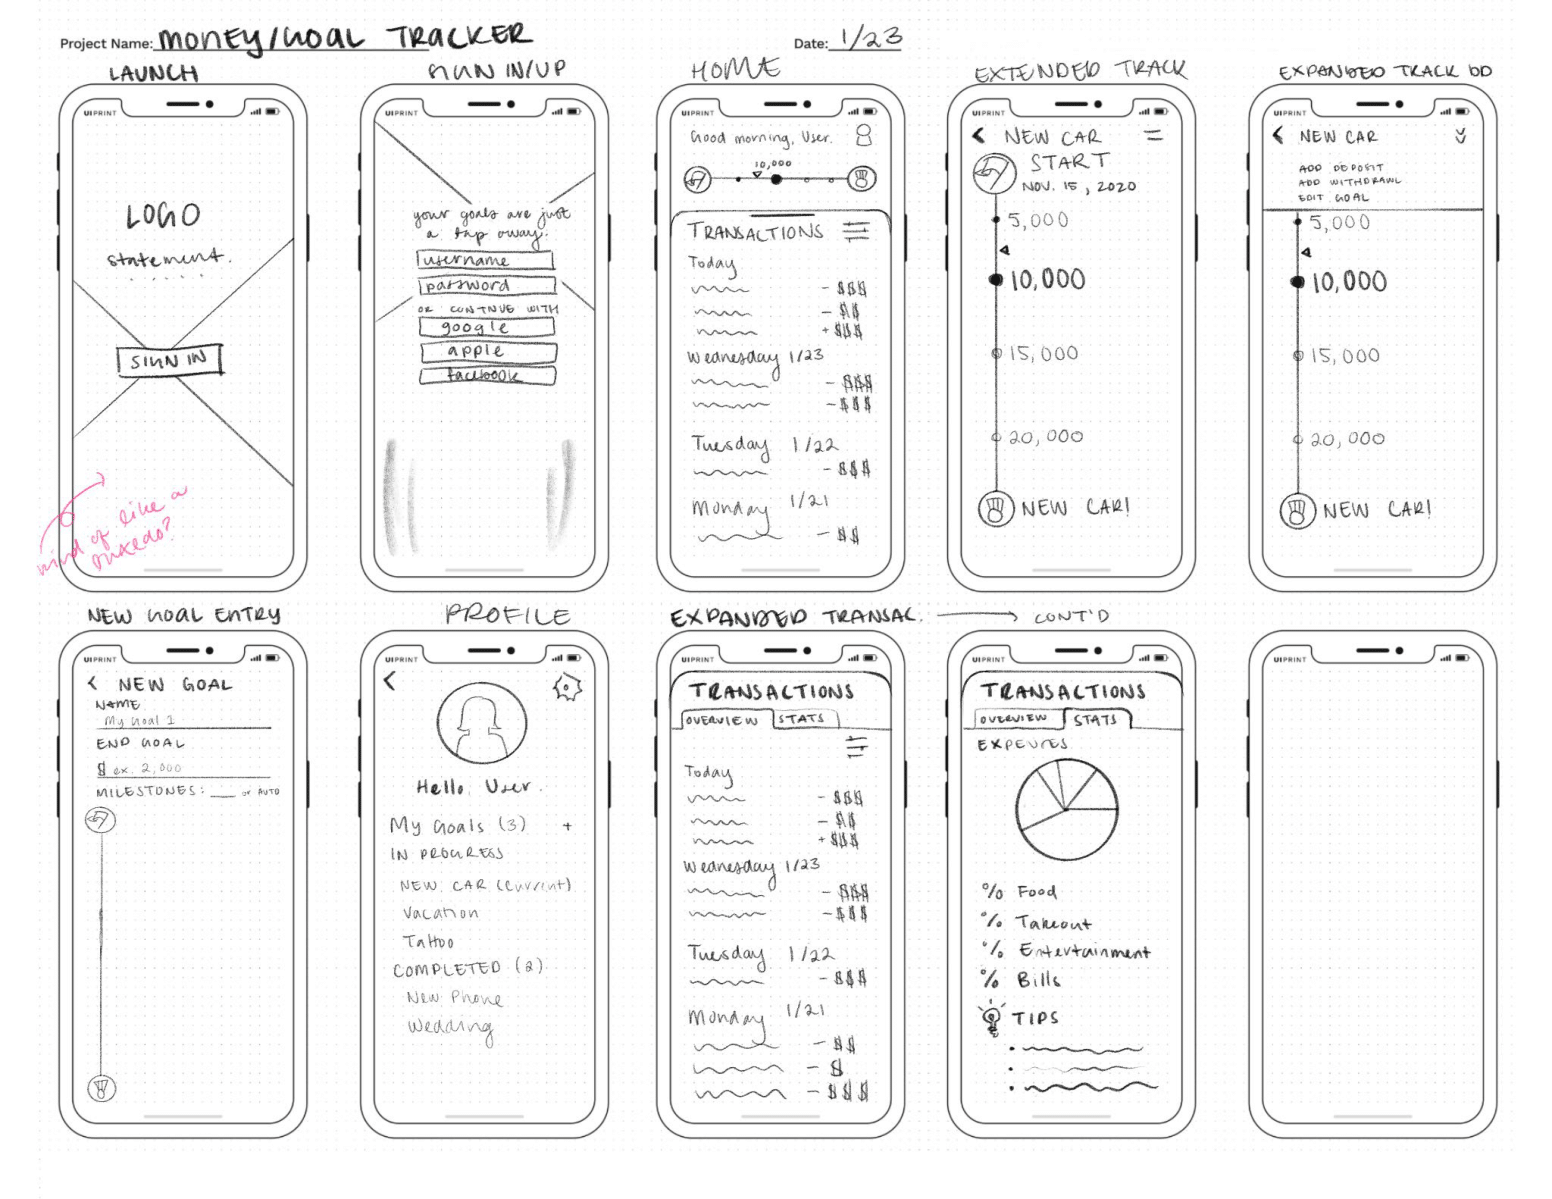 Project Name: MONEY/GOAL TRACKER
Date: 1/23
LAUNCH
UIPRINT
LOGO
statement.
SIGN IN
kind of like a
tuxedo?
SIGN IN/UP
UIPRINT
your goals are just
a tap away.
username
password
OR CONTINUE WITH
google
apple
facebook
HOME
UIPRINT
Good morning, User.
10,000
TRANSACTIONS
Today
- $$$
- $$
+ $$$
Wednesday 1/23
- $$$
- $$$
Tuesday 1/22
- $$$
Monday 1/21
- $$
EXTENDED TRACK
UIPRINT
< NEW CAR
START
NOV. 15, 2020
5,000
10,000
15,000
20,000
NEW CAR!
EXPANDED TRACK DD
UIPRINT
< NEW CAR
ADD DEPOSIT
ADD WITHDRAWL
EDIT GOAL
5,000
10,000
15,000
20,000
NEW CAR!
NEW GOAL ENTRY
UIPRINT
< NEW GOAL
NAME
My Goal 1
END GOAL
$ ex. 2,000
MILESTONES: ___ or AUTO
PROFILE
UIPRINT
<
Hello, User.
My Goals (3) +
IN PROGRESS
NEW CAR (Current)
Vacation
Tattoo
COMPLETED (2)
New Phone
Wedding
EXPANDED TRANSAC.
UIPRINT
TRANSACTIONS
OVERVIEW STATS
Today
- $$$
- $$
+ $$$
Wednesday 1/23
- $$$
- $$$
Tuesday 1/22
- $$$
Monday 1/21
- $$
- $
- $$$
CONT'D
UIPRINT
TRANSACTIONS
OVERVIEW STATS
EXPENSES
% Food
% Takeout
% Entertainment
% Bills
TIPS
UIPRINT